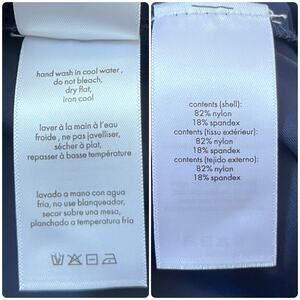 hand wash in cool water ,
do not bleach,
dry flat,
iron cool
laver à la main à l'eau
froide , ne pas javelliser,
sécher à plat,
repasser à basse température
lavado a mano con agua
fria, no use blanqueador,
secar sobre una mesa,
planchado a temperatura fria
contents (shell):
82% nylon
18% spandex
contents (tissu extérieur):
82% nylon
18% spandex
contents (tejido externo):
82% nylon
18% spandex